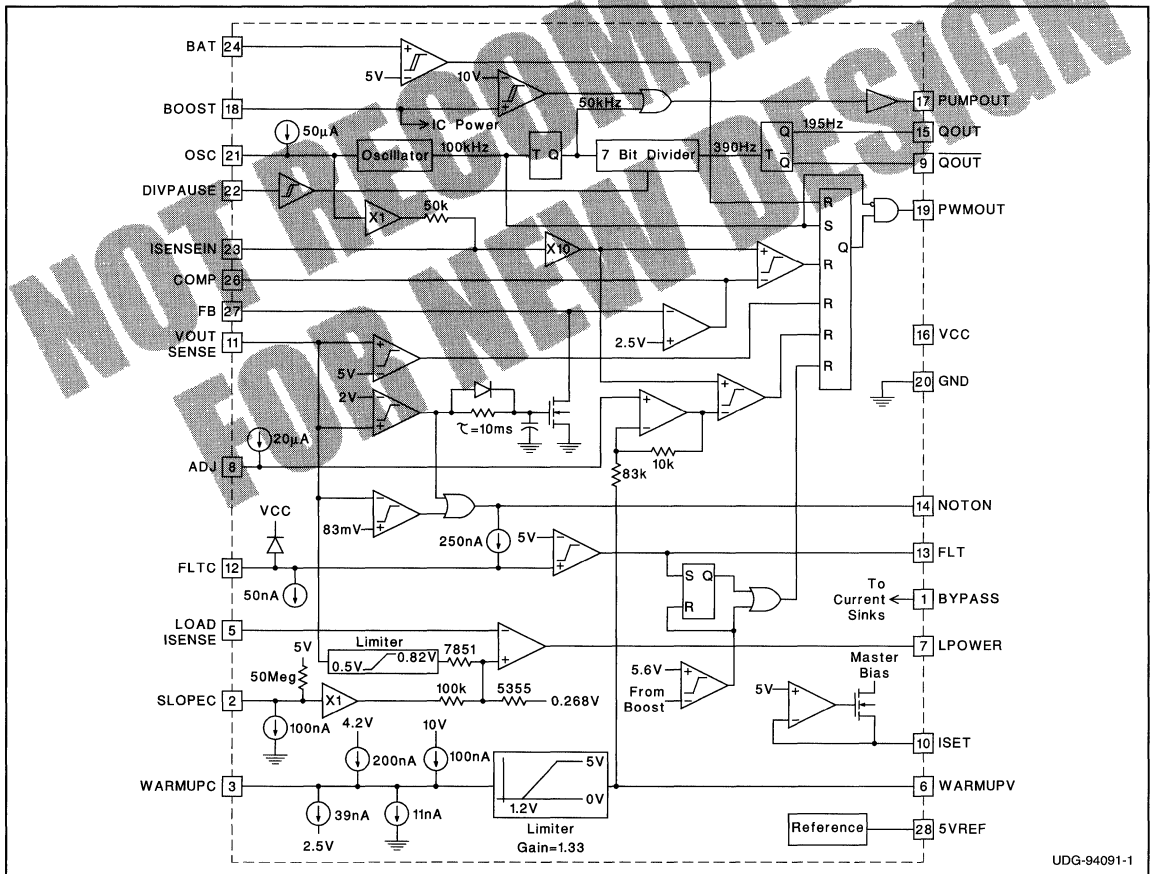 NOT RECOMMENDED
FOR NEW DESIGN
BAT 24
5V
10V
BOOST 18
IC Power
50kHz
17 PUMPOUT
50µA
195Hz
15 QOUT
OSC 21
Oscillator
100kHz
T Q
7 Bit Divider
390Hz
T Q
Q
9 QOUT
DIVPAUSE 22
X1
50k
R
S
Q
19 PWMOUT
ISENSEIN 23
X10
R
COMP 26
FB 27
2.5V
R
VOUT
SENSE 11
5V
16 VCC
R
R
20 GND
2V
τ=10ms
20µA
10k
ADJ 8
83k
VCC
83mV
250nA
14 NOTON
5V
13 FLT
FLTC 12
50nA
S Q
R
To
Current
Sinks
1 BYPASS
LOAD
ISENSE 5
7 LPOWER
5V
Limiter
0.5V
0.82V
7851
50Meg
5.6V
From
Boost
Master
Bias
5V
SLOPEC 2
X1
100k
5355
0.268V
100nA
4.2V
10V
10 ISET
200nA
100nA
5V
0V
1.2V
WARMUPC 3
6 WARMUPV
39nA
11nA
2.5V
Limiter
Gain=1.33
Reference
28 5VREF
UDG-94091-1